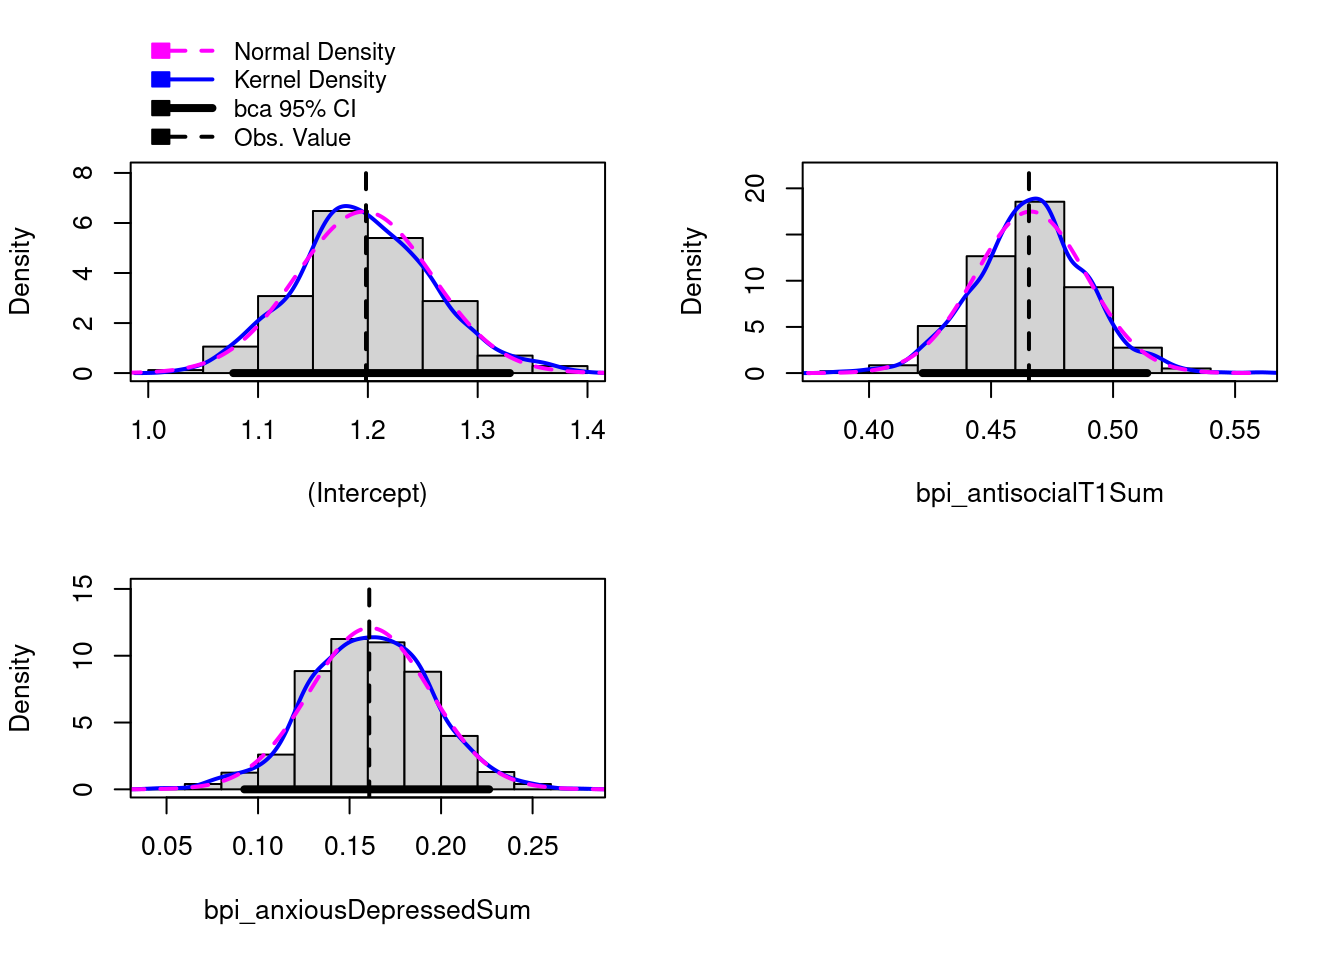 Normal Density
Kernel Density
bca 95% CI
Obs. Value
Density
0 2 4 6 8
1.0 1.1 1.2 1.3 1.4
(Intercept)
Density
0 5 10 20
0.40 0.45 0.50 0.55
bpi_antisocialT1Sum
Density
0 5 10 15
0.05 0.10 0.15 0.20 0.25
bpi_anxiousDepressedSum